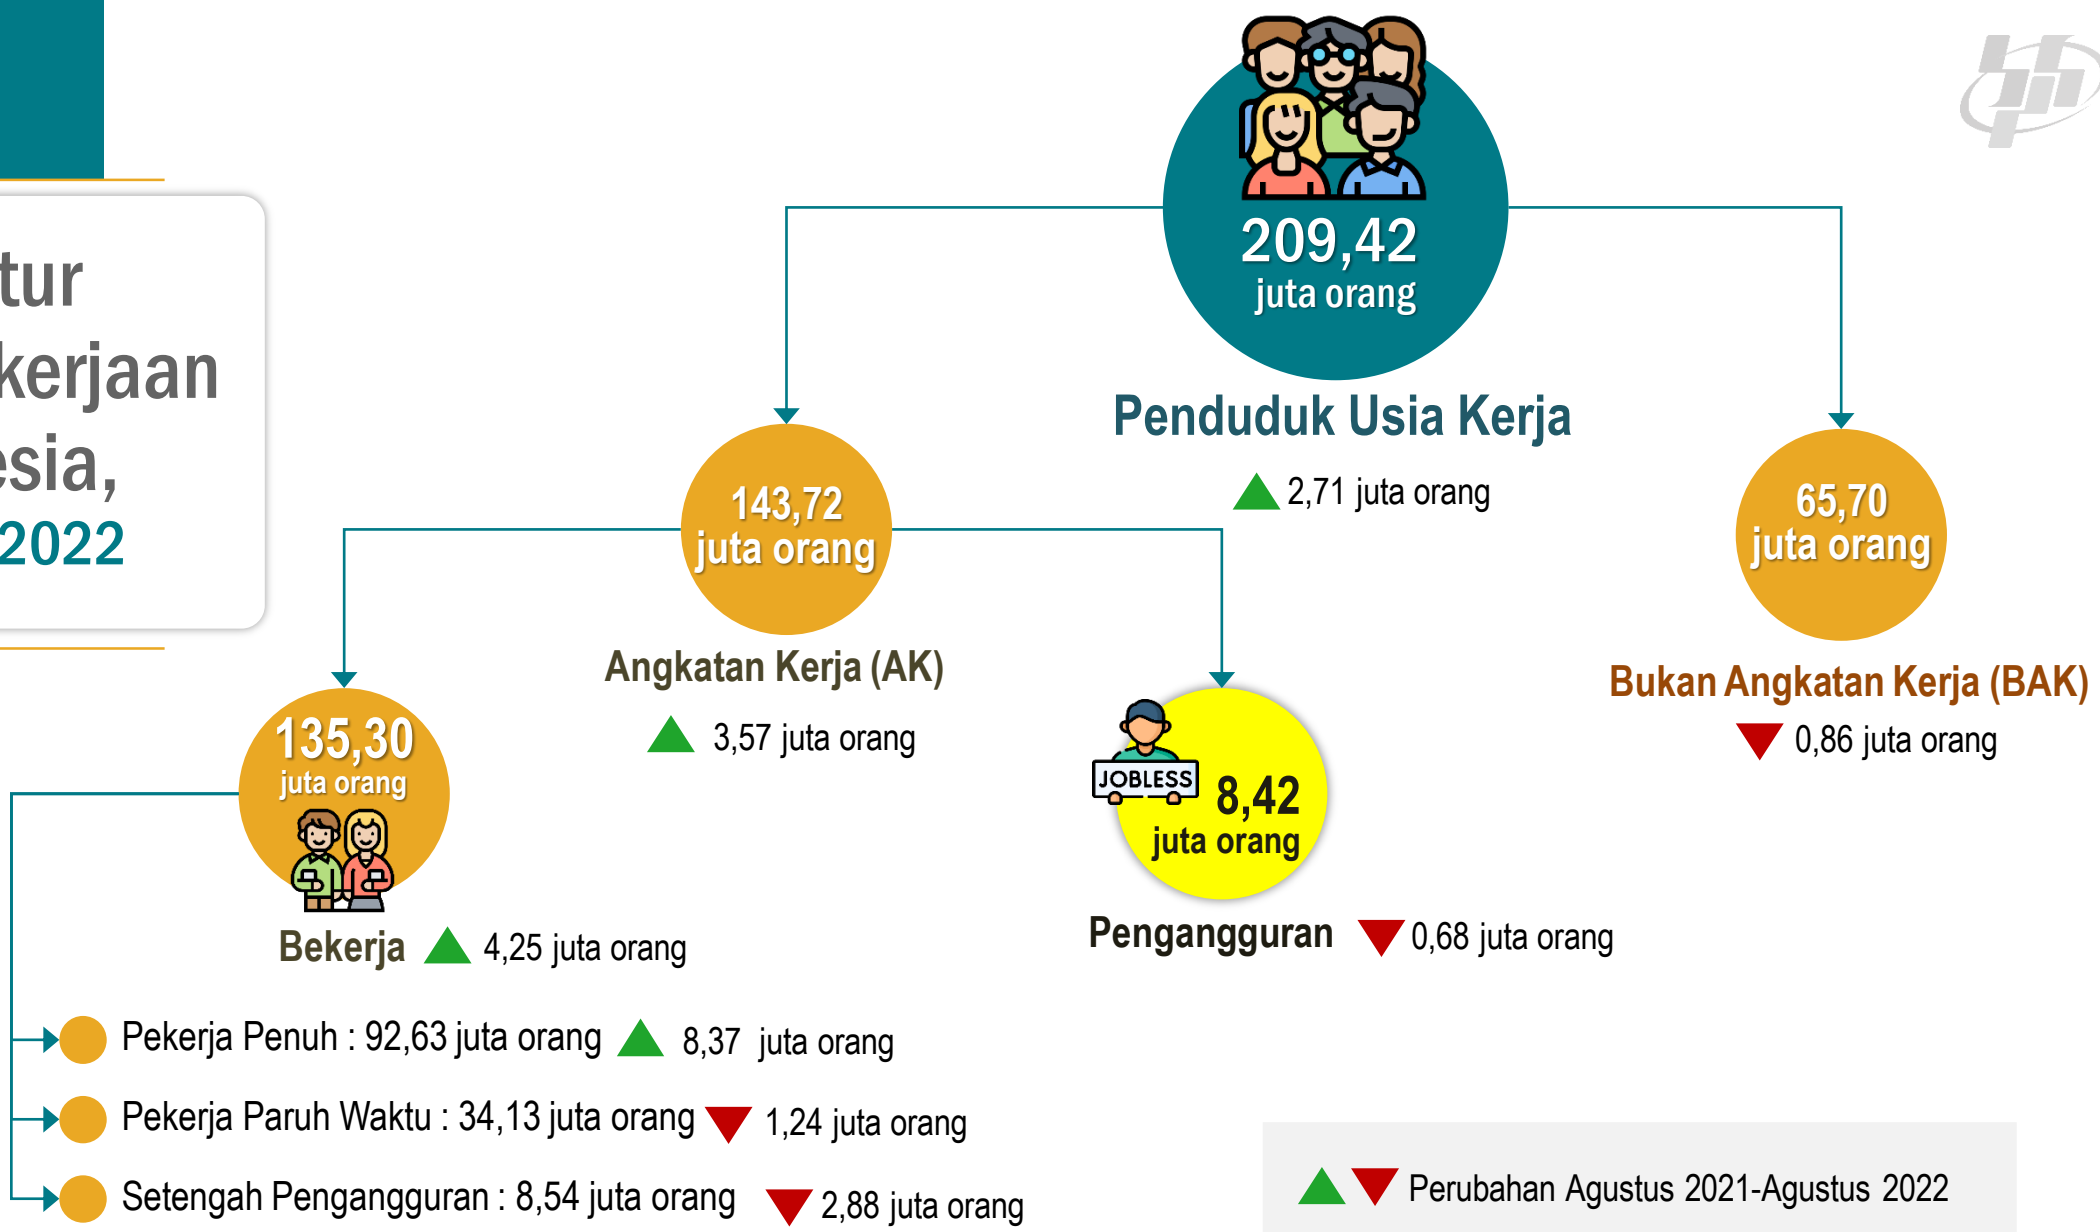 tur
kerjaan
esia,
2022
209,42
juta orang
Penduduk Usia Kerja
2,71 juta orang
143,72
juta orang
Angkatan Kerja (AK)
3,57 juta orang
65,70
juta orang
Bukan Angkatan Kerja (BAK)
0,86 juta orang
135,30
juta orang
Bekerja 4,25 juta orang
JOBLESS
8,42
juta orang
Pengangguran 0,68 juta orang
Pekerja Penuh : 92,63 juta orang 8,37 juta orang
Pekerja Paruh Waktu : 34,13 juta orang 1,24 juta orang
Setengah Pengangguran : 8,54 juta orang 2,88 juta orang
Perubahan Agustus 2021-Agustus 2022